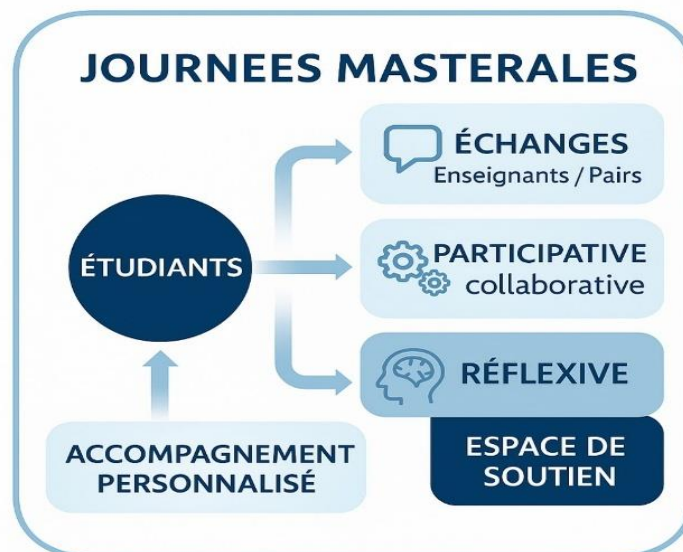 JOURNEES MASTERALES
ÉCHANGES
Enseignants / Pairs
ÉTUDIANTS
PARTICIPATIVE
collaborative
RÉFLEXIVE
ACCOMPAGNEMENT
PERSONNALISÉ
ESPACE DE
SOUTIEN